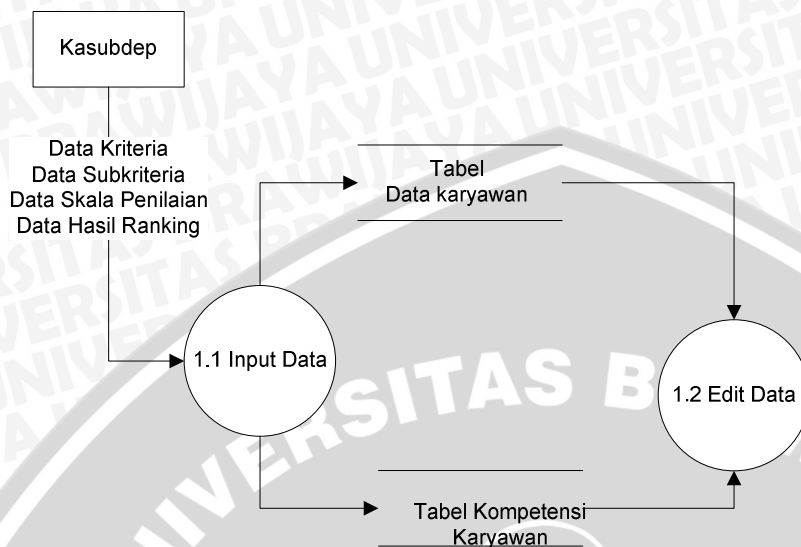 Kasubdep
Data Kriteria
Data Subkriteria
Data Skala Penilaian
Data Hasil Ranking
Tabel
Data karyawan
1.1 Input Data
1.2 Edit Data
Tabel Kompetensi
Karyawan